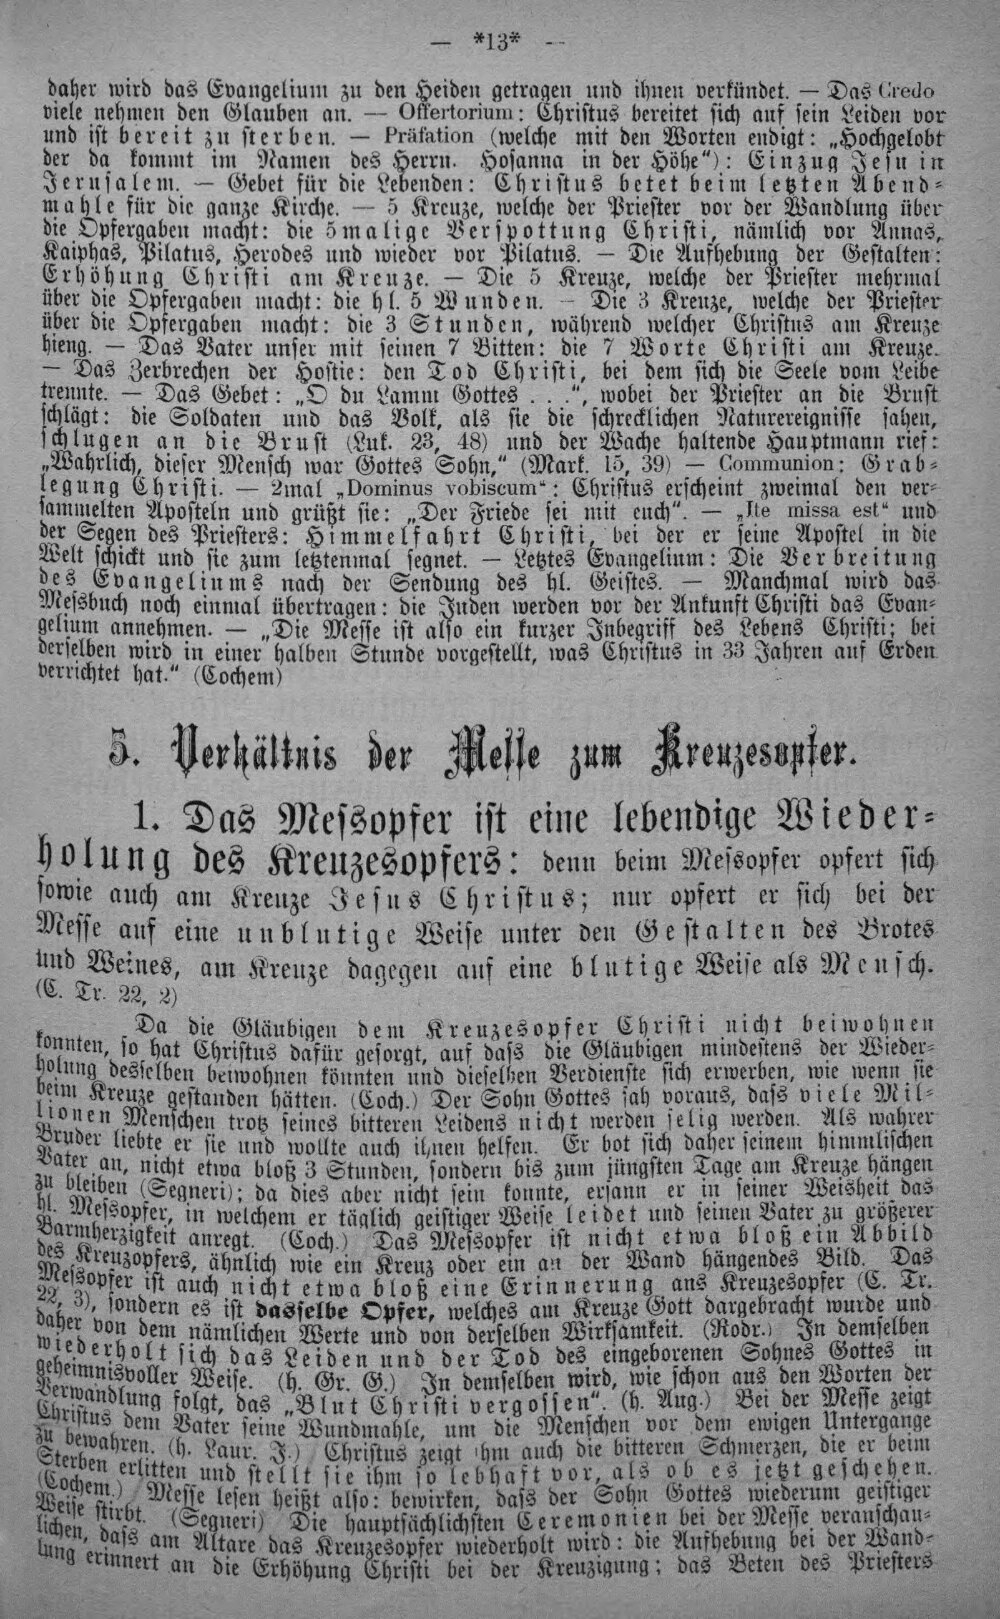 — *13* —
daher wird das Evangelium zu den Heiden getragen und ihnen verkündet. — Das Credo
viele nehmen den Glauben an. — Offertorium: Christus bereitet sich auf sein Leiden vor
und ist bereit zu sterben. — Präfation (welche mit den Worten endigt: „Hochgelobt
der da kommt im Namen des Herrn. Hosanna in der Höhe“): Einzug Jesu in
Jerusalem. — Gebet für die Lebenden: Christus betet beim letzten Abend-
mahle für die ganze Kirche. — 5 Kreuze, welche der Priester vor der Wandlung über
die Opfergaben macht: die 5malige Verspottung Christi, nämlich vor Annas,
Kaiphas, Pilatus, Herodes und wieder vor Pilatus. — Die Aufhebung der Gestalten:
Erhöhung Christi am Kreuze. — Die 5 Kreuze, welche der Priester mehrmal
über die Opfergaben macht: die hl. 5 Wunden. — Die 3 Kreuze, welche der Priester
über die Opfergaben macht: die 3 Stunden, während welcher Christus am Kreuze
hieng. — Das Vater unser mit seinen 7 Bitten: die 7 Worte Christi am Kreuze.
— Das Zerbrechen der Hostie: den Tod Christi, bei dem sich die Seele vom Leibe
trennte. — Das Gebet: „O du Lamm Gottes . . .“, wobei der Priester an die Brust
schlägt: die Soldaten und das Volk, als sie die schrecklichen Naturereignisse sahen,
schlugen an die Brust (Luk. 23, 48) und der Wache haltende Hauptmann rief:
„Wahrlich, dieser Mensch war Gottes Sohn,“ (Mark. 15, 39) — Communion: Grab-
legung Christi. — 2mal „Dominus vobiscum“: Christus erscheint zweimal den ver-
sammelten Aposteln und grüßt sie: „Der Friede sei mit euch“. — „Ite missa est“ und
der Segen des Priesters: Himmelfahrt Christi, bei der er seine Apostel in die
Welt schickt und sie zum letztenmal segnet. — Letztes Evangelium: Die Verbreitung
des Evangeliums nach der Sendung des hl. Geistes. — Manchmal wird das
Messbuch noch einmal übertragen: die Juden werden vor der Ankunft Christi das Evan-
gelium annehmen. — „Die Messe ist also ein kurzer Inbegriff des Lebens Christi; bei
derselben wird in einer halben Stunde vorgestellt, was Christus in 33 Jahren auf Erden
verrichtet hat.“ (Cochem)
5. Verhältnis der Messe zum Kreuzesopfer.
1. Das Messopfer ist eine lebendige Wieder-
holung des Kreuzesopfers: denn beim Messopfer opfert sich
sowie auch am Kreuze Jesus Christus; nur opfert er sich bei der
Messe auf eine unblutige Weise unter den Gestalten des Brotes
und Weines, am Kreuze dagegen auf eine blutige Weise als Mensch.
(C. Tr. 22, 2)
Da die Gläubigen dem Kreuzesopfer Christi nicht beiwohnen
konnten, so hat Christus dafür gesorgt, auf dass die Gläubigen mindestens der Wieder-
holung desselben beiwohnen könnten und dieselben Verdienste sich erwerben, wie wenn sie
beim Kreuze gestanden hätten. (Coch.) Der Sohn Gottes sah voraus, dass viele Mil-
lionen Menschen trotz seines bitteren Leidens nicht werden selig werden. Als wahrer
Bruder liebte er sie und wollte auch ihnen helfen. Er bot sich daher seinem himmlischen
Vater an, nicht etwa bloß 3 Stunden, sondern bis zum jüngsten Tage am Kreuze hängen
zu bleiben (Segneri); da dies aber nicht sein konnte, ersann er in seiner Weisheit das
hl. Messopfer, in welchem er täglich geistiger Weise leidet und seinen Vater zu größerer
Barmherzigkeit anregt. (Coch.) Das Messopfer ist nicht etwa bloß ein Abbild
des Kreuzopfers, ähnlich wie ein Kreuz oder ein an der Wand hängendes Bild. Das
Messopfer ist auch nicht etwa bloß eine Erinnerung ans Kreuzesopfer (C. Tr.
22, 3), sondern es ist dasselbe Opfer, welches am Kreuze Gott dargebracht wurde und
daher von dem nämlichen Werte und von derselben Wirksamkeit. (Rodr.) In demselben
wiederholt sich das Leiden und der Tod des eingeborenen Sohnes Gottes in
geheimnisvoller Weise. (h. Gr. G.) In demselben wird, wie schon aus den Worten der
Verwandlung folgt, das „Blut Christi vergossen“. (h. Aug.) Bei der Messe zeigt
Christus dem Vater seine Wundmahle, um die Menschen vor dem ewigen Untergange
zu bewahren. (h. Laur. J.) Christus zeigt ihm auch die bitteren Schmerzen, die er beim
Sterben erlitten und stellt sie ihm so lebhaft vor, als ob es jetzt geschehen.
(Cochem.) Messe lesen heißt also: bewirken, dass der Sohn Gottes wiederum geistiger
Weise stirbt. (Segneri) Die hauptsächlichsten Ceremonien bei der Messe veranschau-
lichen, dass am Altare das Kreuzesopfer wiederholt wird: die Aufhebung bei der Wand-
lung erinnert an die Erhöhung Christi bei der Kreuzigung; das Beten des Priesters